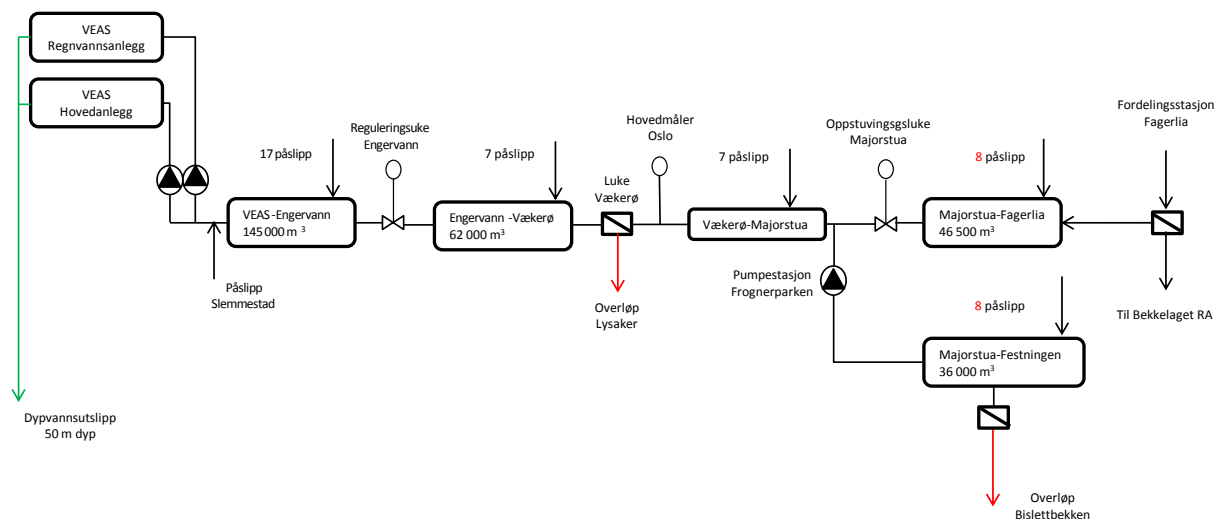 VEAS
Regnvannsanlegg
VEAS
Hovedanlegg
Dypvannsutslipp
50 m dyp
17 påslipp
Påslipp
Slemmestad
VEAS-Engervann
145 000 m³
Reguleringsuke
Engervann
7 påslipp
Engervann -Vækerø
62 000 m³
Luke
Vækerø
Overløp
Lysaker
Hovedmåler
Oslo
7 påslipp
Vækerø-Majorstua
Pumpestasjon
Frognerparken
Oppstuvingsgsluke
Majorstua
8 påslipp
Majorstua-Fagerlia
46 500 m³
Fordelingsstasjon
Fagerlia
Til Bekkelaget RA
8 påslipp
Majorstua-Festningen
36 000 m³
Overløp
Bislettbekken